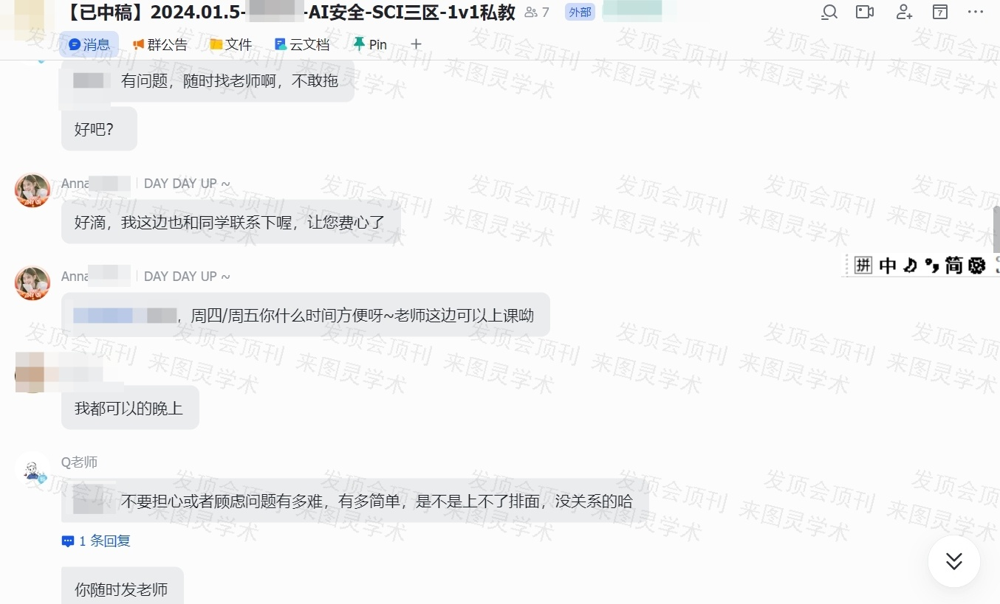 【已中稿】2024.01.5- -AI安全-SCI三区-1v1私教 7 外部
7
消息 群公告 文件 云文档 Pin
有问题，随时找老师啊，不敢拖
好吧？
Anna DAY DAY UP ~
好滴，我这边也和同学联系下喔，让您费心了
Anna DAY DAY UP ~
，周四/周五你什么时间方便呀~老师这边可以上课呦
我都可以的晚上
Q老师
不要担心或者顾虑问题有多难，有多简单，是不是上不了排面，没关系的哈
1 条回复
你随时发老师
拼 中 简
发顶会顶刊
来图灵学术